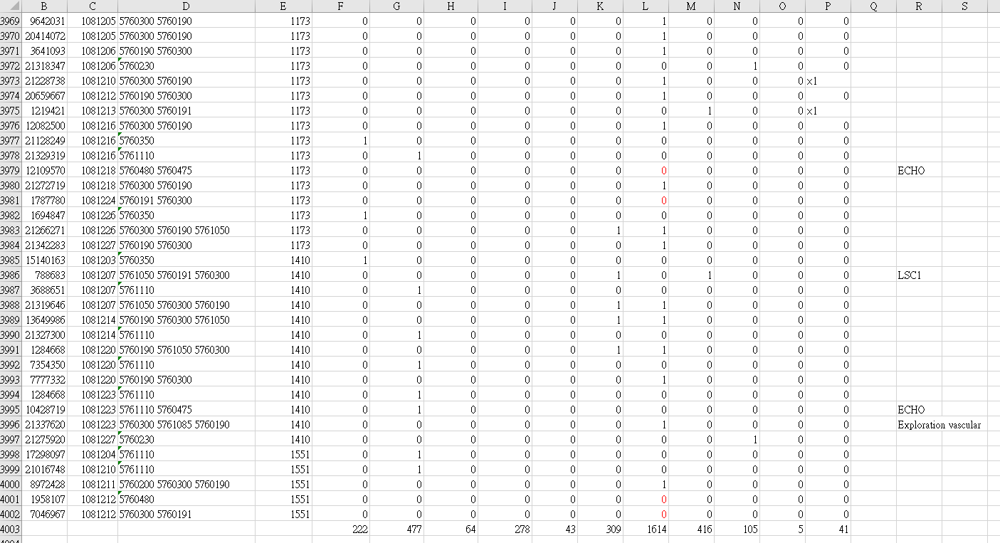 B C D E F G H I J K L M N O P Q R S
3969 9642031 1081205 5760300 5760190 1173 0 0 0 0 0 0 1 0 0 0 0
3970 20414072 1081205 5760300 5760190 1173 0 0 0 0 0 0 1 0 0 0 0
3971 3641093 1081206 5760190 5760300 1173 0 0 0 0 0 0 1 0 0 0 0
3972 21318347 1081206 5760230 1173 0 0 0 0 0 0 0 0 1 0 0
3973 21228738 1081210 5760300 5760190 1173 0 0 0 0 0 0 1 0 0 0 x1
3974 20659667 1081212 5760190 5760300 1173 0 0 0 0 0 0 1 0 0 0 0
3975 1219421 1081213 5760300 5760191 1173 0 0 0 0 0 0 0 1 0 0 x1
3976 12082500 1081216 5760300 5760190 1173 0 0 0 0 0 0 1 0 0 0 0
3977 21128249 1081216 5760350 1173 1 0 0 0 0 0 0 0 0 0 0
3978 21329319 1081216 5761110 1173 0 1 0 0 0 0 0 0 0 0 0
3979 12109570 1081218 5760480 5760475 1173 0 0 0 0 0 0 0 0 0 0 0 ECHO
3980 21272719 1081218 5760300 5760190 1173 0 0 0 0 0 0 1 0 0 0 0
3981 1787780 1081224 5760191 5760300 1173 0 0 0 0 0 0 0 0 0 0 0
3982 1694847 1081226 5760350 1173 1 0 0 0 0 0 0 0 0 0 0
3983 21266271 1081226 5760300 5760190 5761050 1173 0 0 0 0 0 1 1 0 0 0 0
3984 21342283 1081227 5760190 5760300 1173 0 0 0 0 0 0 1 0 0 0 0
3985 15140163 1081203 5760350 1410 1 0 0 0 0 0 0 0 0 0 0
3986 788683 1081207 5761050 5760191 5760300 1410 0 0 0 0 0 1 0 1 0 0 0 LSC1
3987 3688651 1081207 5761110 1410 0 1 0 0 0 0 0 0 0 0 0
3988 21319646 1081207 5761050 5760300 5760190 1410 0 0 0 0 0 1 1 0 0 0 0
3989 13649986 1081214 5760190 5760300 5761050 1410 0 0 0 0 0 1 1 0 0 0 0
3990 21327300 1081214 5761110 1410 0 1 0 0 0 0 0 0 0 0 0
3991 1284668 1081220 5760190 5761050 5760300 1410 0 0 0 0 0 1 1 0 0 0 0
3992 7354350 1081220 5761110 1410 0 1 0 0 0 0 0 0 0 0 0
3993 7777332 1081220 5760190 5760300 1410 0 0 0 0 0 0 1 0 0 0 0
3994 1284668 1081223 5761110 1410 0 1 0 0 0 0 0 0 0 0 0
3995 10428719 1081223 5761110 5760475 1410 0 1 0 0 0 0 0 0 0 0 0 ECHO
3996 21337620 1081223 5760300 5761085 5760190 1410 0 0 0 0 0 0 1 0 0 0 0 Exploration vascular
3997 21275920 1081227 5760230 1410 0 0 0 0 0 0 0 0 1 0 0
3998 17298097 1081204 5761110 1551 0 1 0 0 0 0 0 0 0 0 0
3999 21016748 1081210 5761110 1551 0 1 0 0 0 0 0 0 0 0 0
4000 8972428 1081211 5760200 5760300 5760190 1551 0 0 0 0 0 0 1 0 0 0 0
4001 1958107 1081212 5760480 1551 0 0 0 0 0 0 0 0 0 0 0
4002 7046967 1081212 5760300 5760191 1551 0 0 0 0 0 0 0 0 0 0 0
4003 222 477 64 278 43 309 1614 416 105 5 41